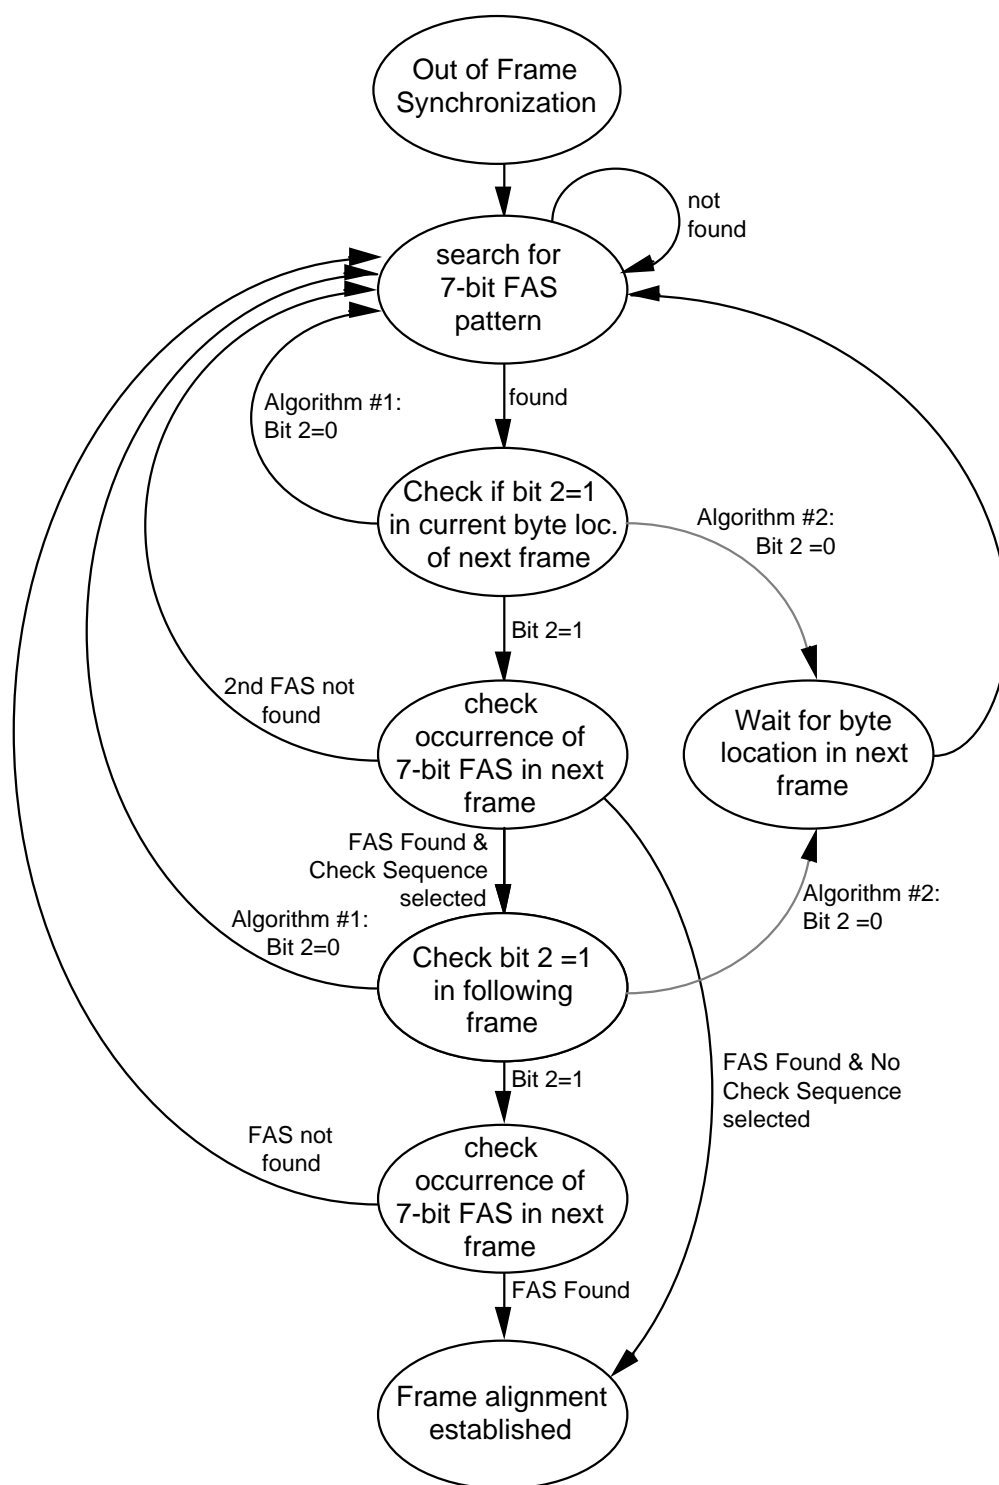 Out of Frame
Synchronization
not
found
search for
7-bit FAS
pattern
Algorithm #1:
Bit 2=0
found
Check if bit 2=1
in current byte loc.
of next frame
Algorithm #2:
Bit 2 =0
Bit 2=1
2nd FAS not
found
check
occurrence of
7-bit FAS in next
frame
Wait for byte
location in next
frame
FAS Found &
Check Sequence
selected
Algorithm #2:
Bit 2 =0
Algorithm #1:
Bit 2=0
Check bit 2 =1
in following
frame
FAS Found & No
Check Sequence
selected
Bit 2=1
FAS not
found
check
occurrence of
7-bit FAS in next
frame
FAS Found
Frame alignment
established